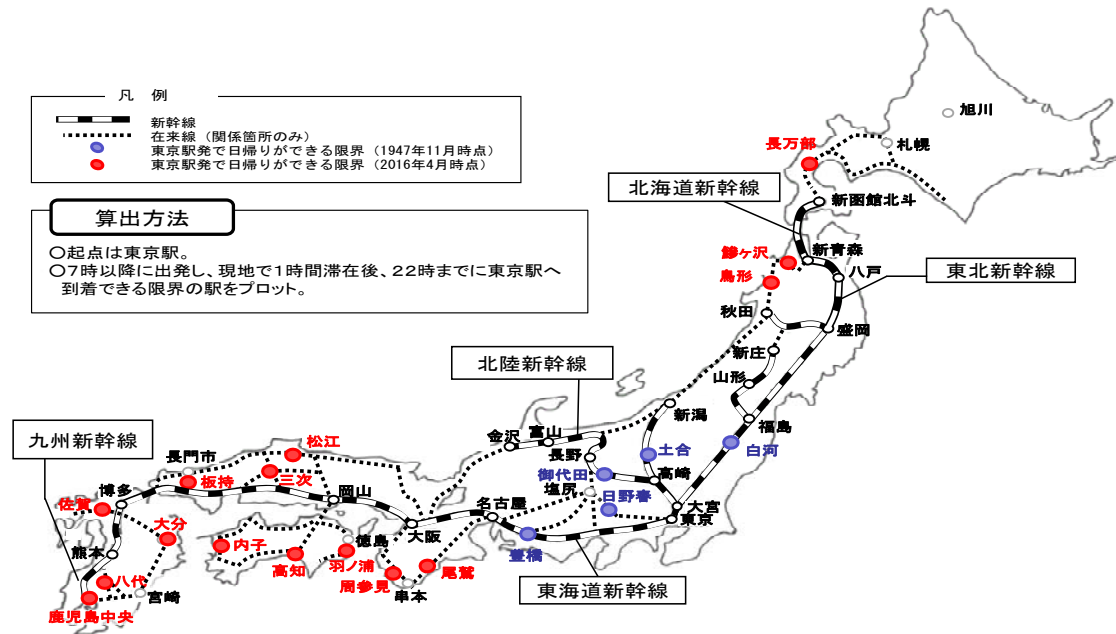 凡 例
新幹線
在来線（関係箇所のみ）
東京駅発で日帰りができる限界（1947年11月時点）
東京駅発で日帰りができる限界（2016年4月時点）
算出方法
○起点は東京駅。
○7時以降に出発し、現地で1時間滞在後、22時までに東京駅へ
到着できる限界の駅をプロット。
旭川
札幌
長万部
北海道新幹線
新函館北斗
鰺ヶ沢
新青森
鳥形
八戸
東北新幹線
秋田
盛岡
新庄
北陸新幹線
山形
新潟
福島
金沢
富山
九州新幹線
長門市
松江
長野
土合
白河
板持
三次
御代田
高崎
博多
岡山
塩尻
日野春
佐賀
名古屋
大宮
東京
大分
徳島
大阪
豊橋
熊本
内子
高知
羽ノ浦
尾鷲
八代
周参見
串本
東海道新幹線
宮崎
鹿児島中央